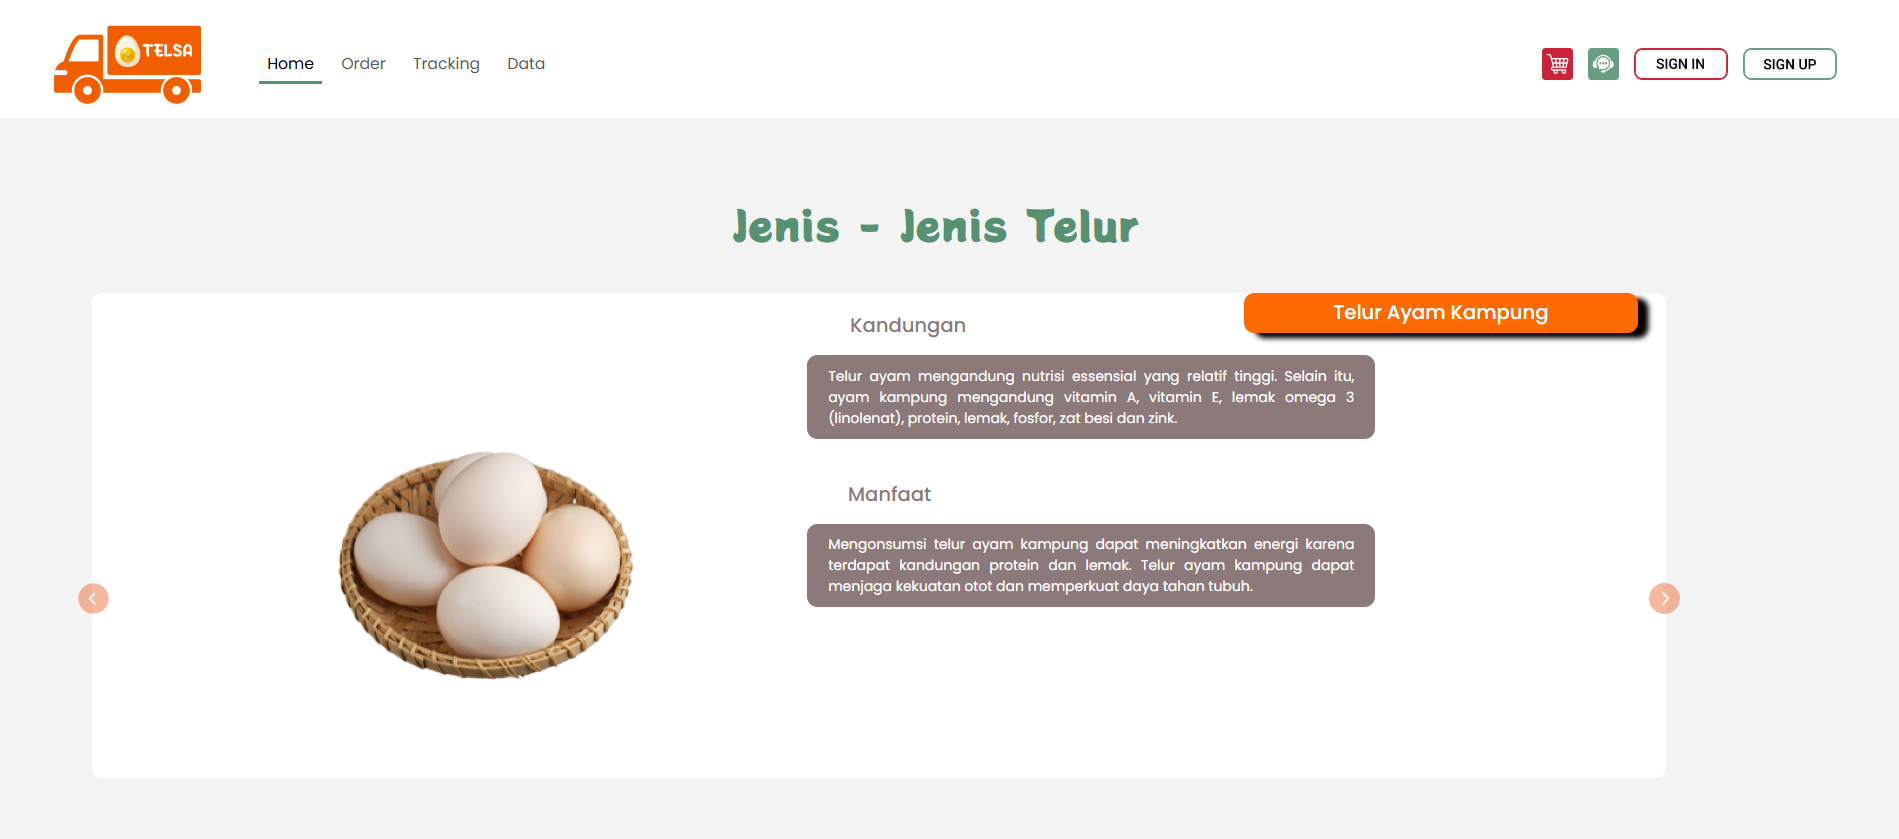 TELSA
Home Order Tracking Data
SIGN IN SIGN UP
Jenis - Jenis Telur
Telur Ayam Kampung
Kandungan
Telur ayam mengandung nutrisi essensial yang relatif tinggi. Selain itu,
ayam kampung mengandung vitamin A, vitamin E, lemak omega 3
(linolenat), protein, lemak, fosfor, zat besi dan zink.
Manfaat
Mengonsumsi telur ayam kampung dapat meningkatkan energi karena
terdapat kandungan protein dan lemak. Telur ayam kampung dapat
menjaga kekuatan otot dan memperkuat daya tahan tubuh.